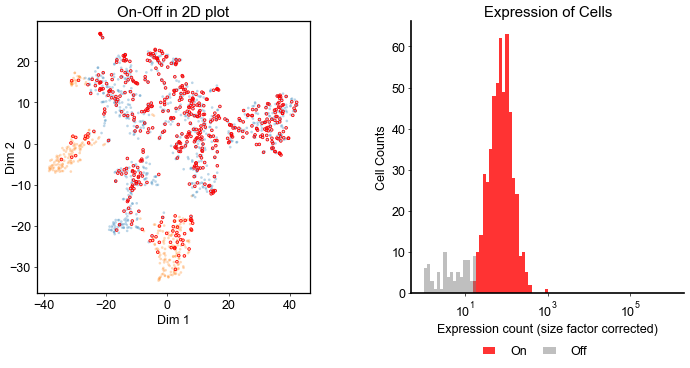 On-Off in 2D plot
20
10
0
−10
−20
−30
Dim 2
−40
−20
0
20
40
Dim 1
Expression of Cells
60
50
40
30
20
10
0
Cell Counts
10^1
10^3
10^5
Expression count (size factor corrected)
On
Off